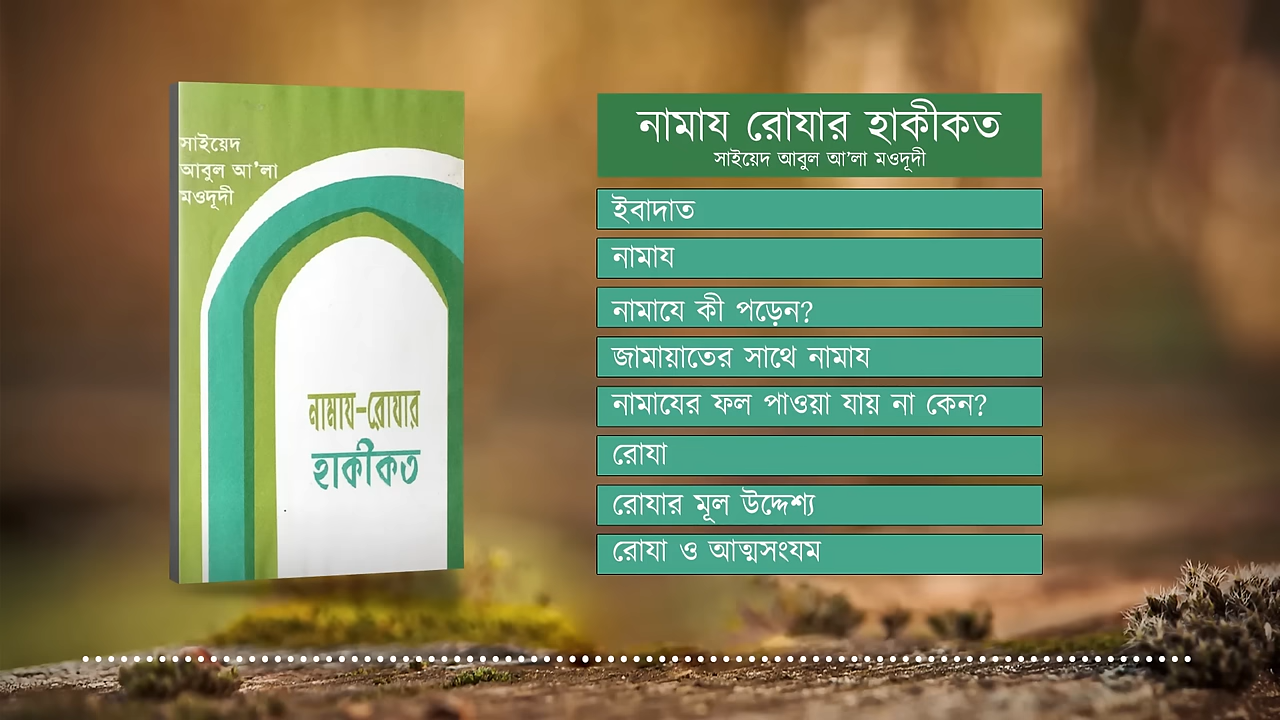 সাইয়েদ
আবুল আ'লা
মওদূদী
নামায-রোযার
হাকীকত
নামায রোযার হাকীকত
সাইয়েদ আবুল আ'লা মওদূদী
ইবাদাত
নামায
নামাযে কী পড়েন?
জামায়াতের সাথে নামায
নামাযের ফল পাওয়া যায় না কেন?
রোযা
রোযার মূল উদ্দেশ্য
রোযা ও আত্মসংযম